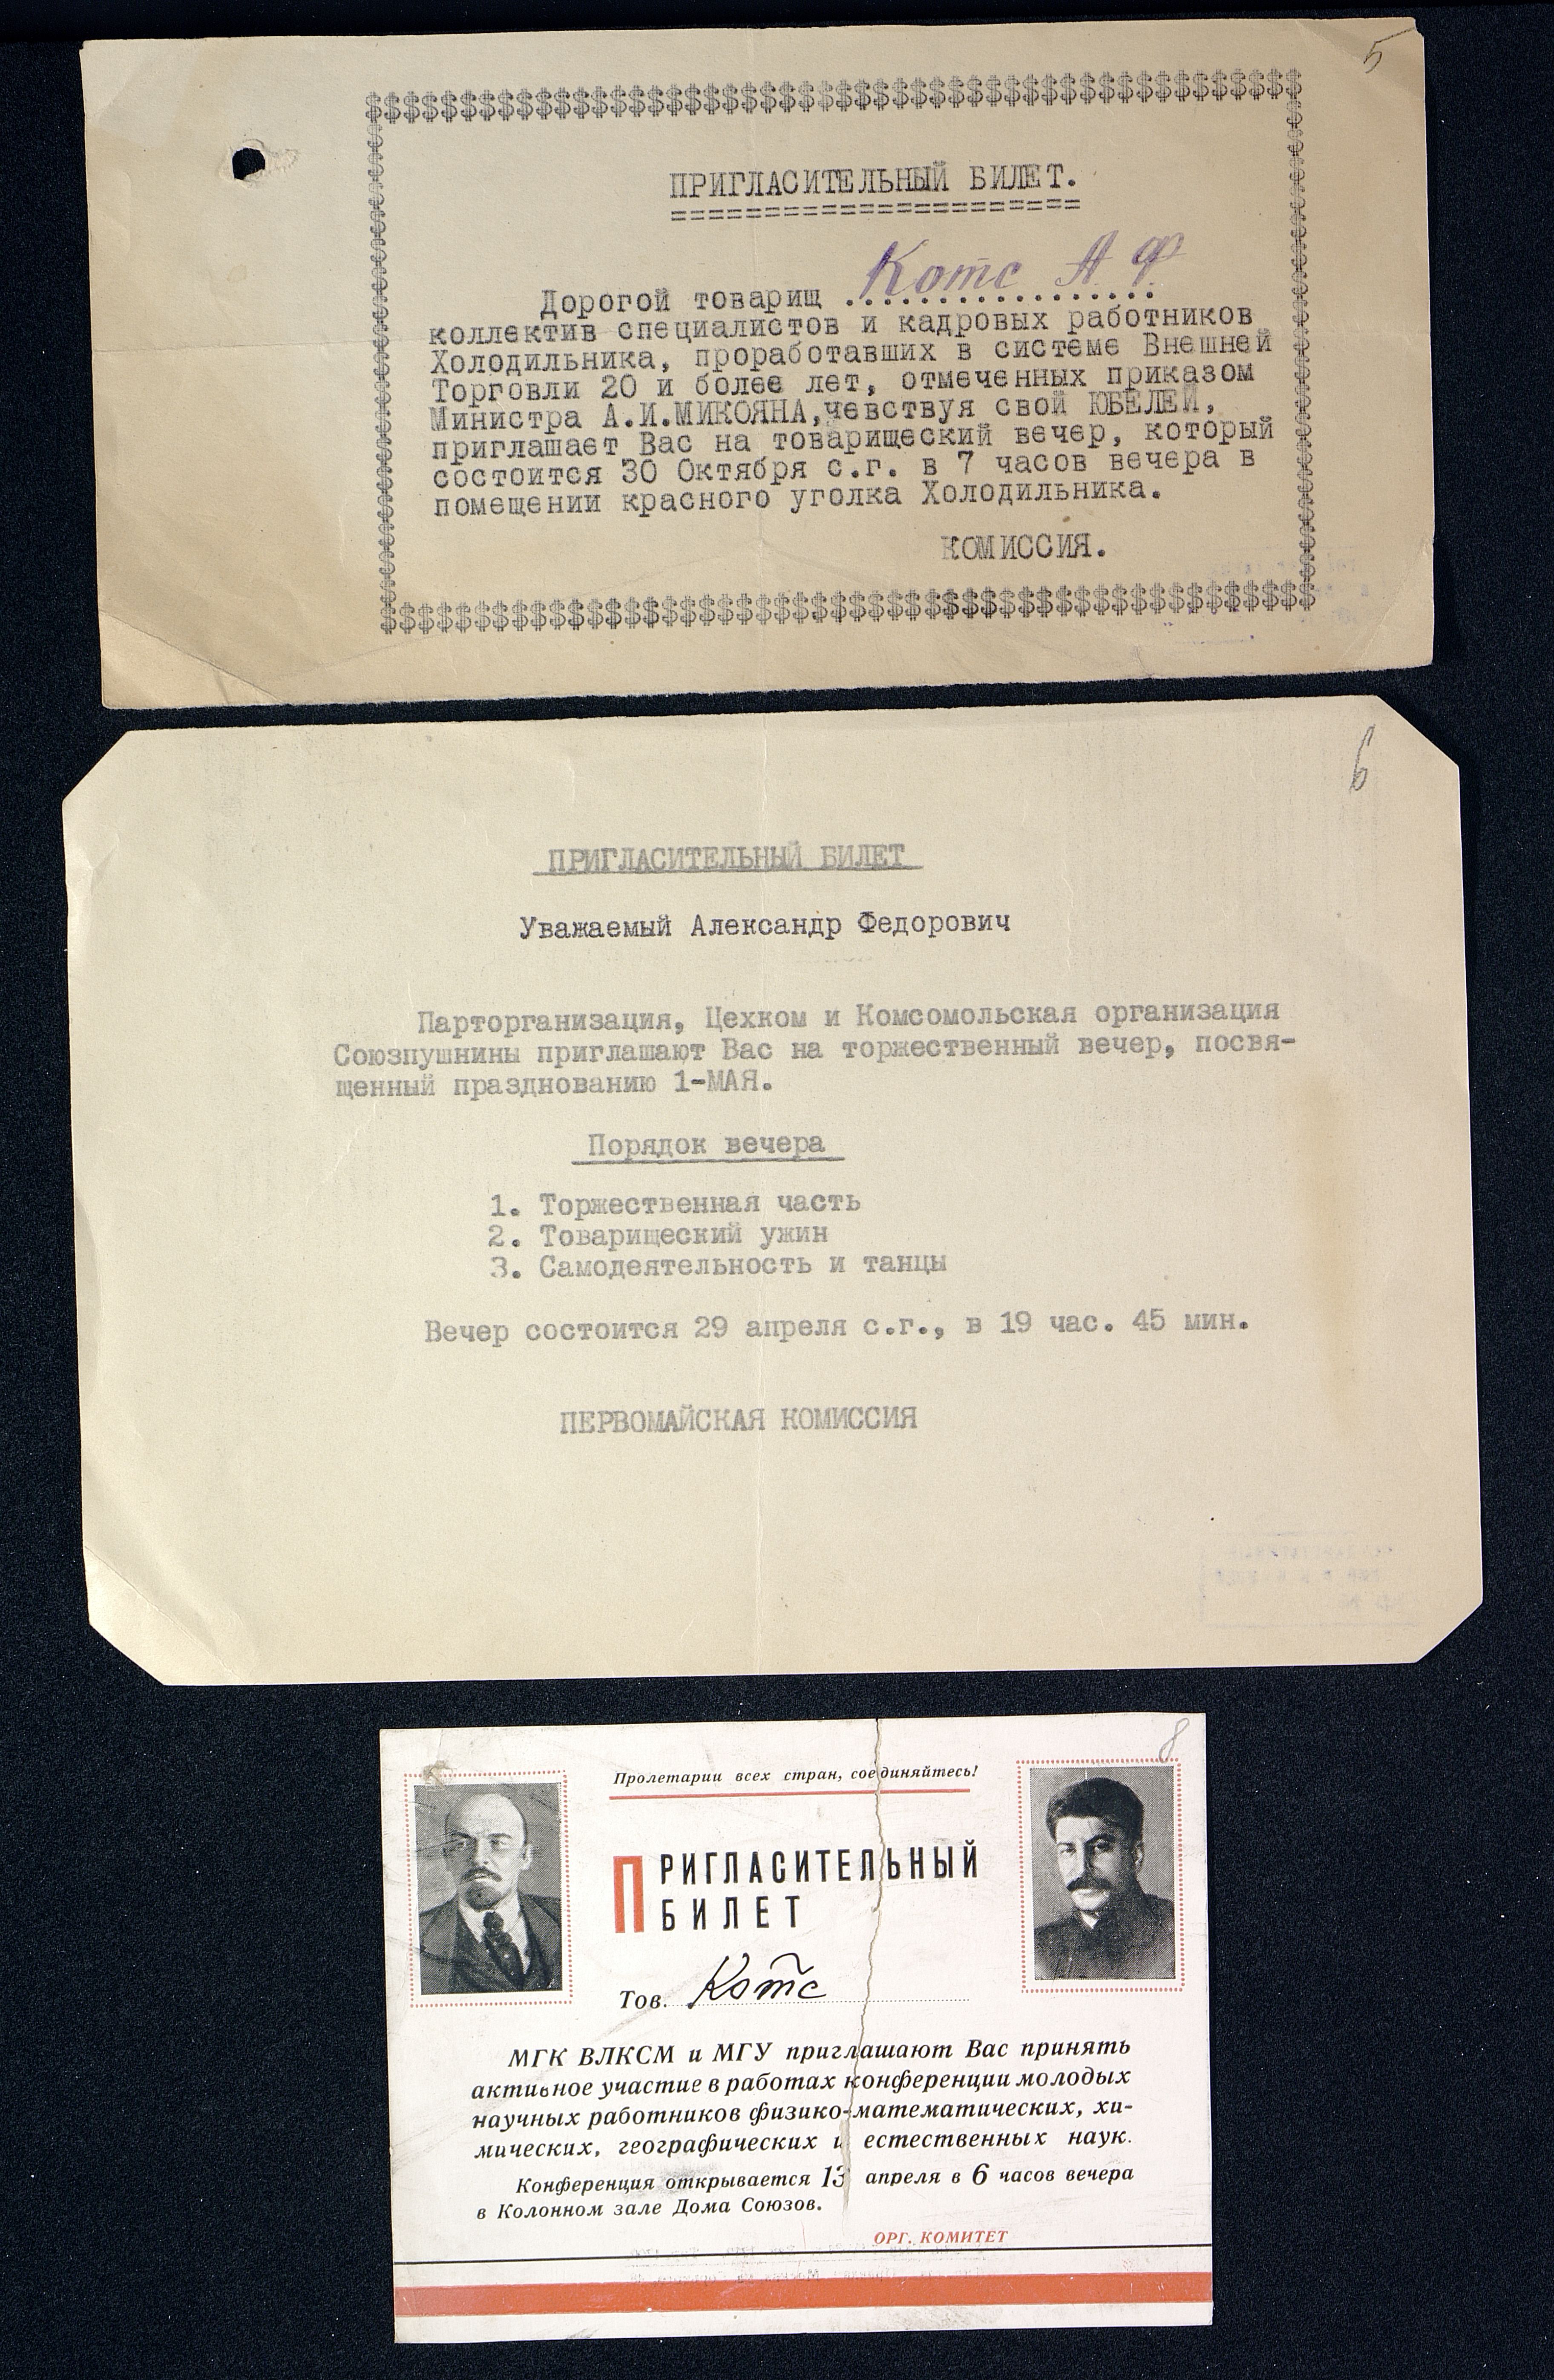 5
$$$$$$$$$$$$$$$$$$$$$$$$$$$$$$$$$$$$$$$$$$$$$$$$$$
ПРИГЛАСИТЕЛЬНЫЙ БИЛЕТ.
======================
Котс А. Ф.
Дорогой товарищ .................
коллектив специалистов и кадровых работников
Холодильника, проработавших в системе Внешней
Торговли 20 и более лет, отмеченных приказом
Министра А.И.МИКОЯНА,чевствуя свой ЮБЕЛЕЙ,
приглашает Вас на товарищеский вечер, который
состоится 30 Октября с.г. в 7 часов вечера в
помещении красного уголка Холодильника.
КОМИССИЯ.
$$$$$$$$$$$$$$$$$$$$$$$$$$$$$$$$$$$$$$$$$$$$$$$$$$
6
ПРИГЛАСИТЕЛЬНЫЙ БИЛЕТ
Уважаемый Александр Федорович
Парторганизация, Цехком и Комсомольская организация
Союзпушнины приглашают Вас на торжественный вечер, посвя-
щенный празднованию 1-МАЯ.
Порядок вечера
1. Торжественная часть
2. Товарищеский ужин
3. Самодеятельность и танцы
Вечер состоится 29 апреля с.г., в 19 час. 45 мин.
ПЕРВОМАЙСКАЯ КОМИССИЯ
8
Пролетарии всех стран, соединяйтесь!
ПРИГЛАСИТЕЛЬНЫЙ
БИЛЕТ
Тов. Котс
МГК ВЛКСМ и МГУ приглашают Вас принять
активное участие в работах конференции молодых
научных работников физико-математических, хи-
мических, географических и естественных наук.
Конференция открывается 13 апреля в 6 часов вечера
в Колонном зале Дома Союзов.
ОРГ. КОМИТЕТ